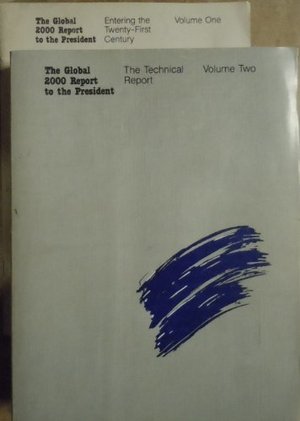 The Global
2000 Report
to the President
Entering the
Twenty-First
Century
Volume One
The Global
2000 Report
to the President
The Technical
Report
Volume Two